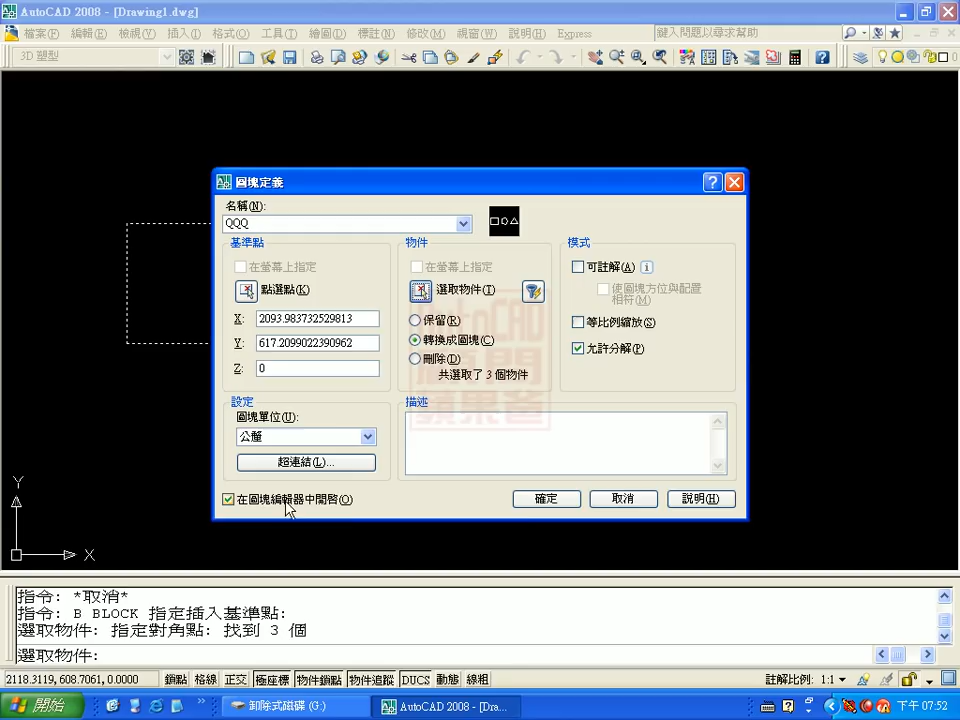 AutoCAD 2008 - [Drawing1.dwg]
檔案(F) 編輯(E) 檢視(V) 插入(I) 格式(O) 工具(T) 繪圖(D) 標註(N) 修改(M) 視窗(W) 說明(H) Express 鍵入問題以尋求幫助
3D 塑型
圖塊定義
名稱(N):
QQQ
基準點
在螢幕上指定
點選點(K)
X: 2093.983732529813
Y: 617.2099022390962
Z: 0
物件
在螢幕上指定
選取物件(T)
保留(R)
轉換成圖塊(C)
刪除(D)
共選取了 3 個物件
模式
可註解(A)
使圖塊方位與配置
相符(M)
等比例縮放(S)
允許分解(P)
設定
圖塊單位(U):
公釐
超連結(L)...
描述
在圖塊編輯器中開啓(O)
確定 取消 說明(H)
AutoCAD
顧問
蘋果爸
Y
X
指令: *取消*
指令: B BLOCK 指定插入基準點:
選取物件: 指定對角點: 找到 3 個
選取物件:
2118.3119, 608.7061, 0.0000 鎖點 格線 正交 極座標 物件鎖點 物件追蹤 DUCS 動態 線粗 註解比例: 1:1
開始 卸除式磁碟 (G:) AutoCAD 2008 - [Dra... 下午 07:52